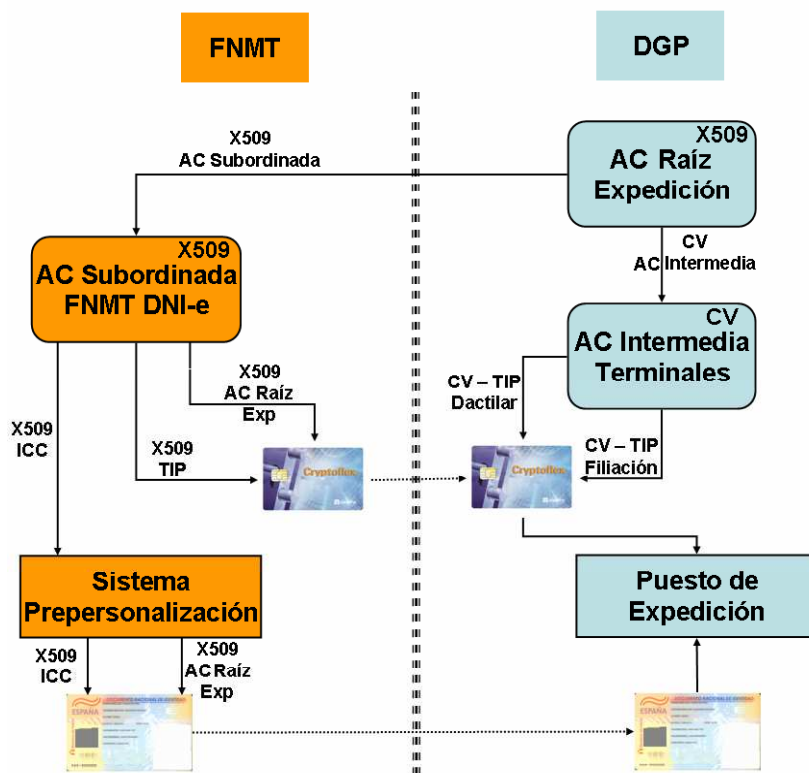 FNMT
DGP
X509
AC Subordinada
X509
AC Raíz
Expedición
X509
AC Subordinada
FNMT DNI-e
CV
AC Intermedia
CV
AC Intermedia
Terminales
X509
AC Raíz
Exp
CV – TIP
Dactilar
X509
ICC
X509
TIP
CV – TIP
Filiación
Cryptoflex
Cryptoflex
Sistema
Prepersonalización
Puesto de
Expedición
X509
ICC
X509
AC Raíz
Exp
ESPAÑA
ESPAÑA